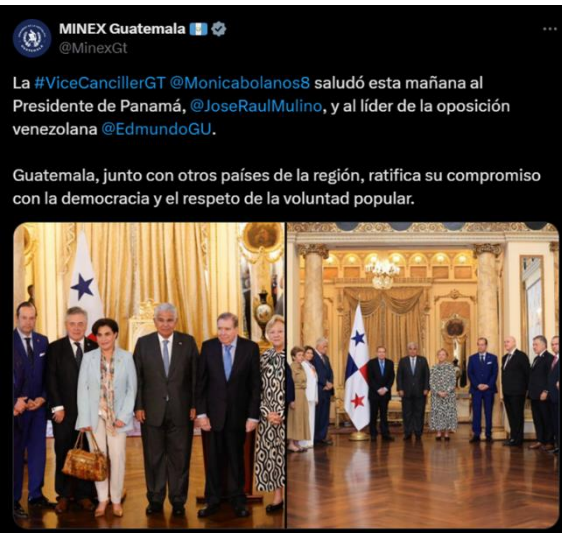 MINEX Guatemala 🇬🇹
@MinexGt
La #ViceCancillerGT @Monicabolanos8 saludó esta mañana al
Presidente de Panamá, @JoseRaulMulino, y al líder de la oposición
venezolana @EdmundoGU.
Guatemala, junto con otros países de la región, ratifica su compromiso
con la democracia y el respeto de la voluntad popular.